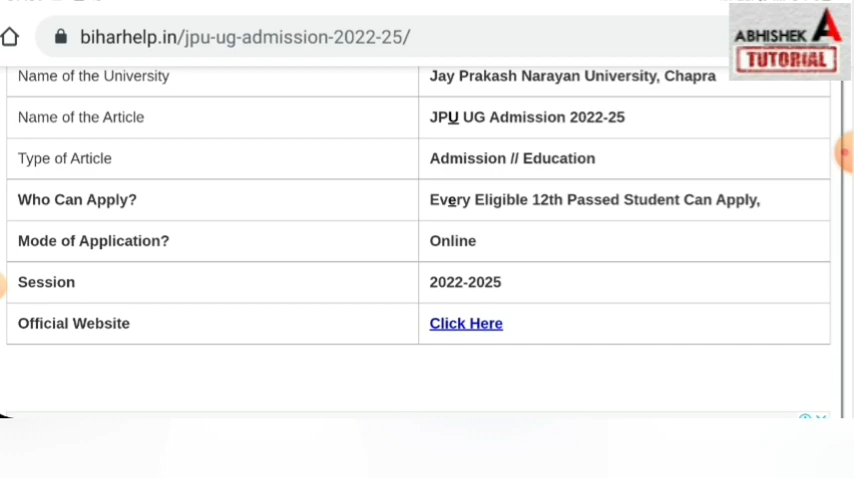 biharhelp.in/jpu-ug-admission-2022-25/
ABHISHEK A
TUTORIAL
Name of the University Jay Prakash Narayan University, Chapra
Name of the Article JPU UG Admission 2022-25
Type of Article Admission // Education
Who Can Apply? Every Eligible 12th Passed Student Can Apply,
Mode of Application? Online
Session 2022-2025
Official Website Click Here